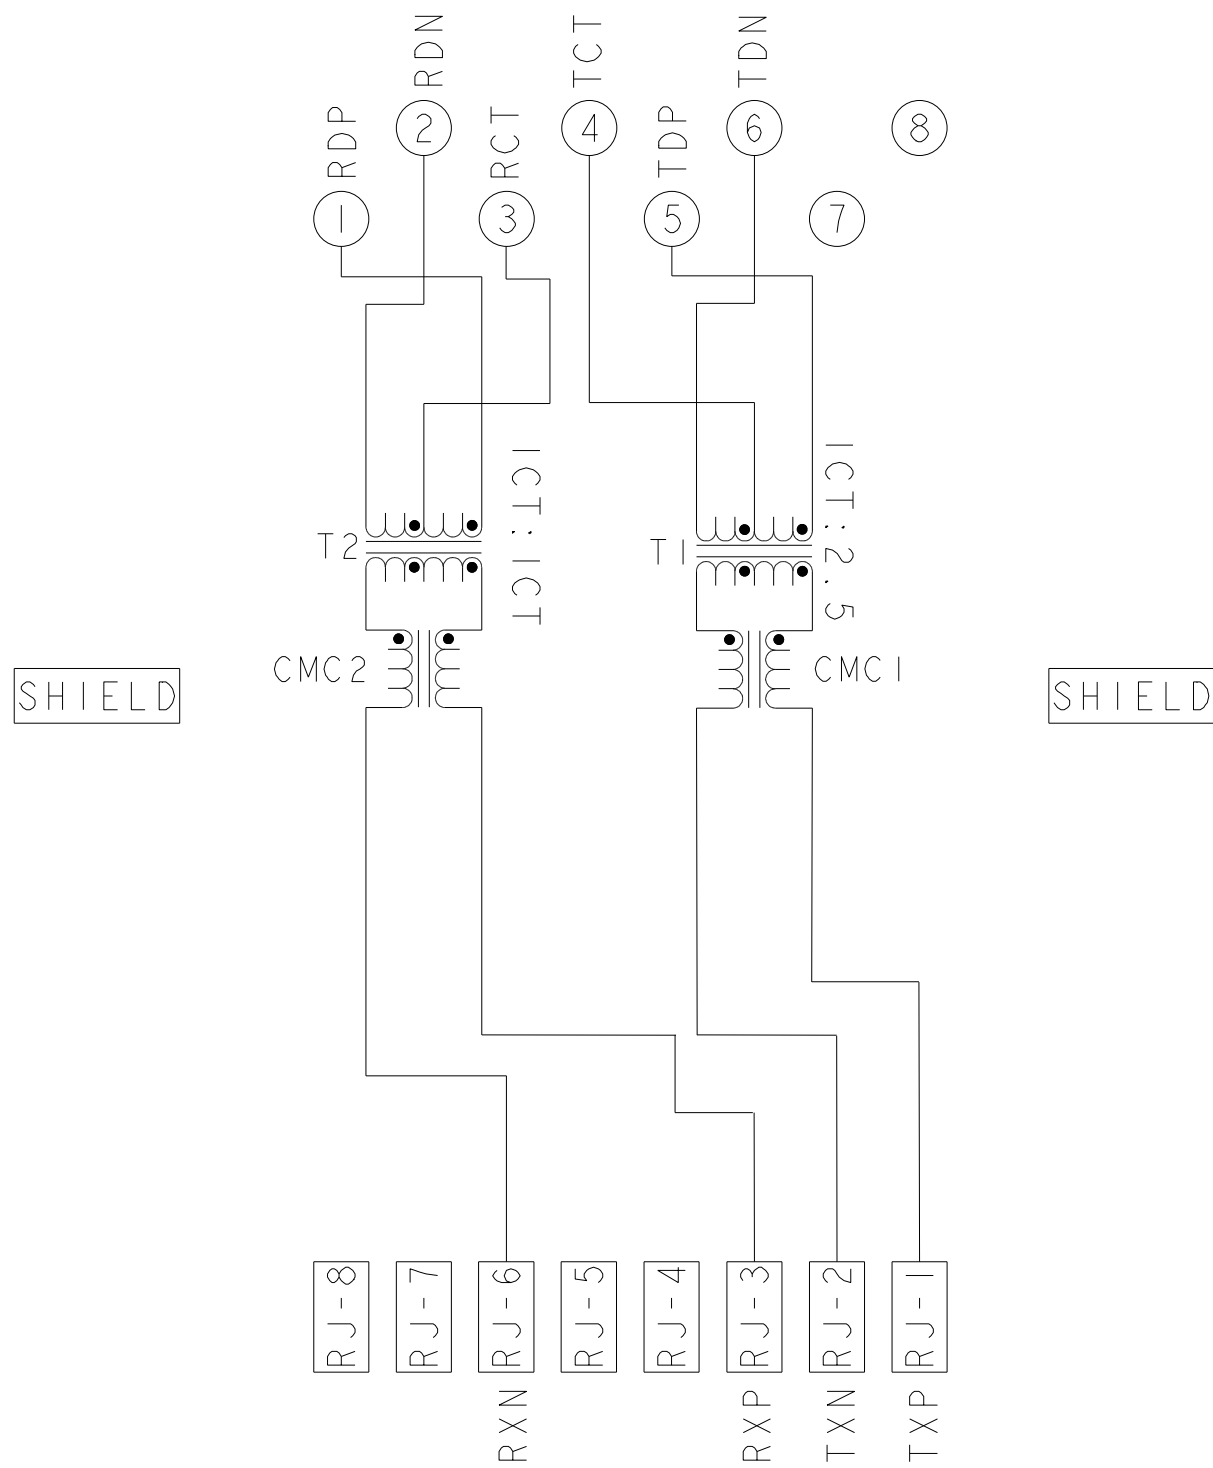 RDN
TCT
TDN
2
4
6
8
RDP
RCT
TDP
1
3
5
7
1CT:1CT
1CT:2.5
T2
T1
CMC2
CMC1
SHIELD
SHIELD
RJ-8
RJ-7
RJ-6
RJ-5
RJ-4
RJ-3
RJ-2
RJ-1
RXN
RXP
TXN
TXP